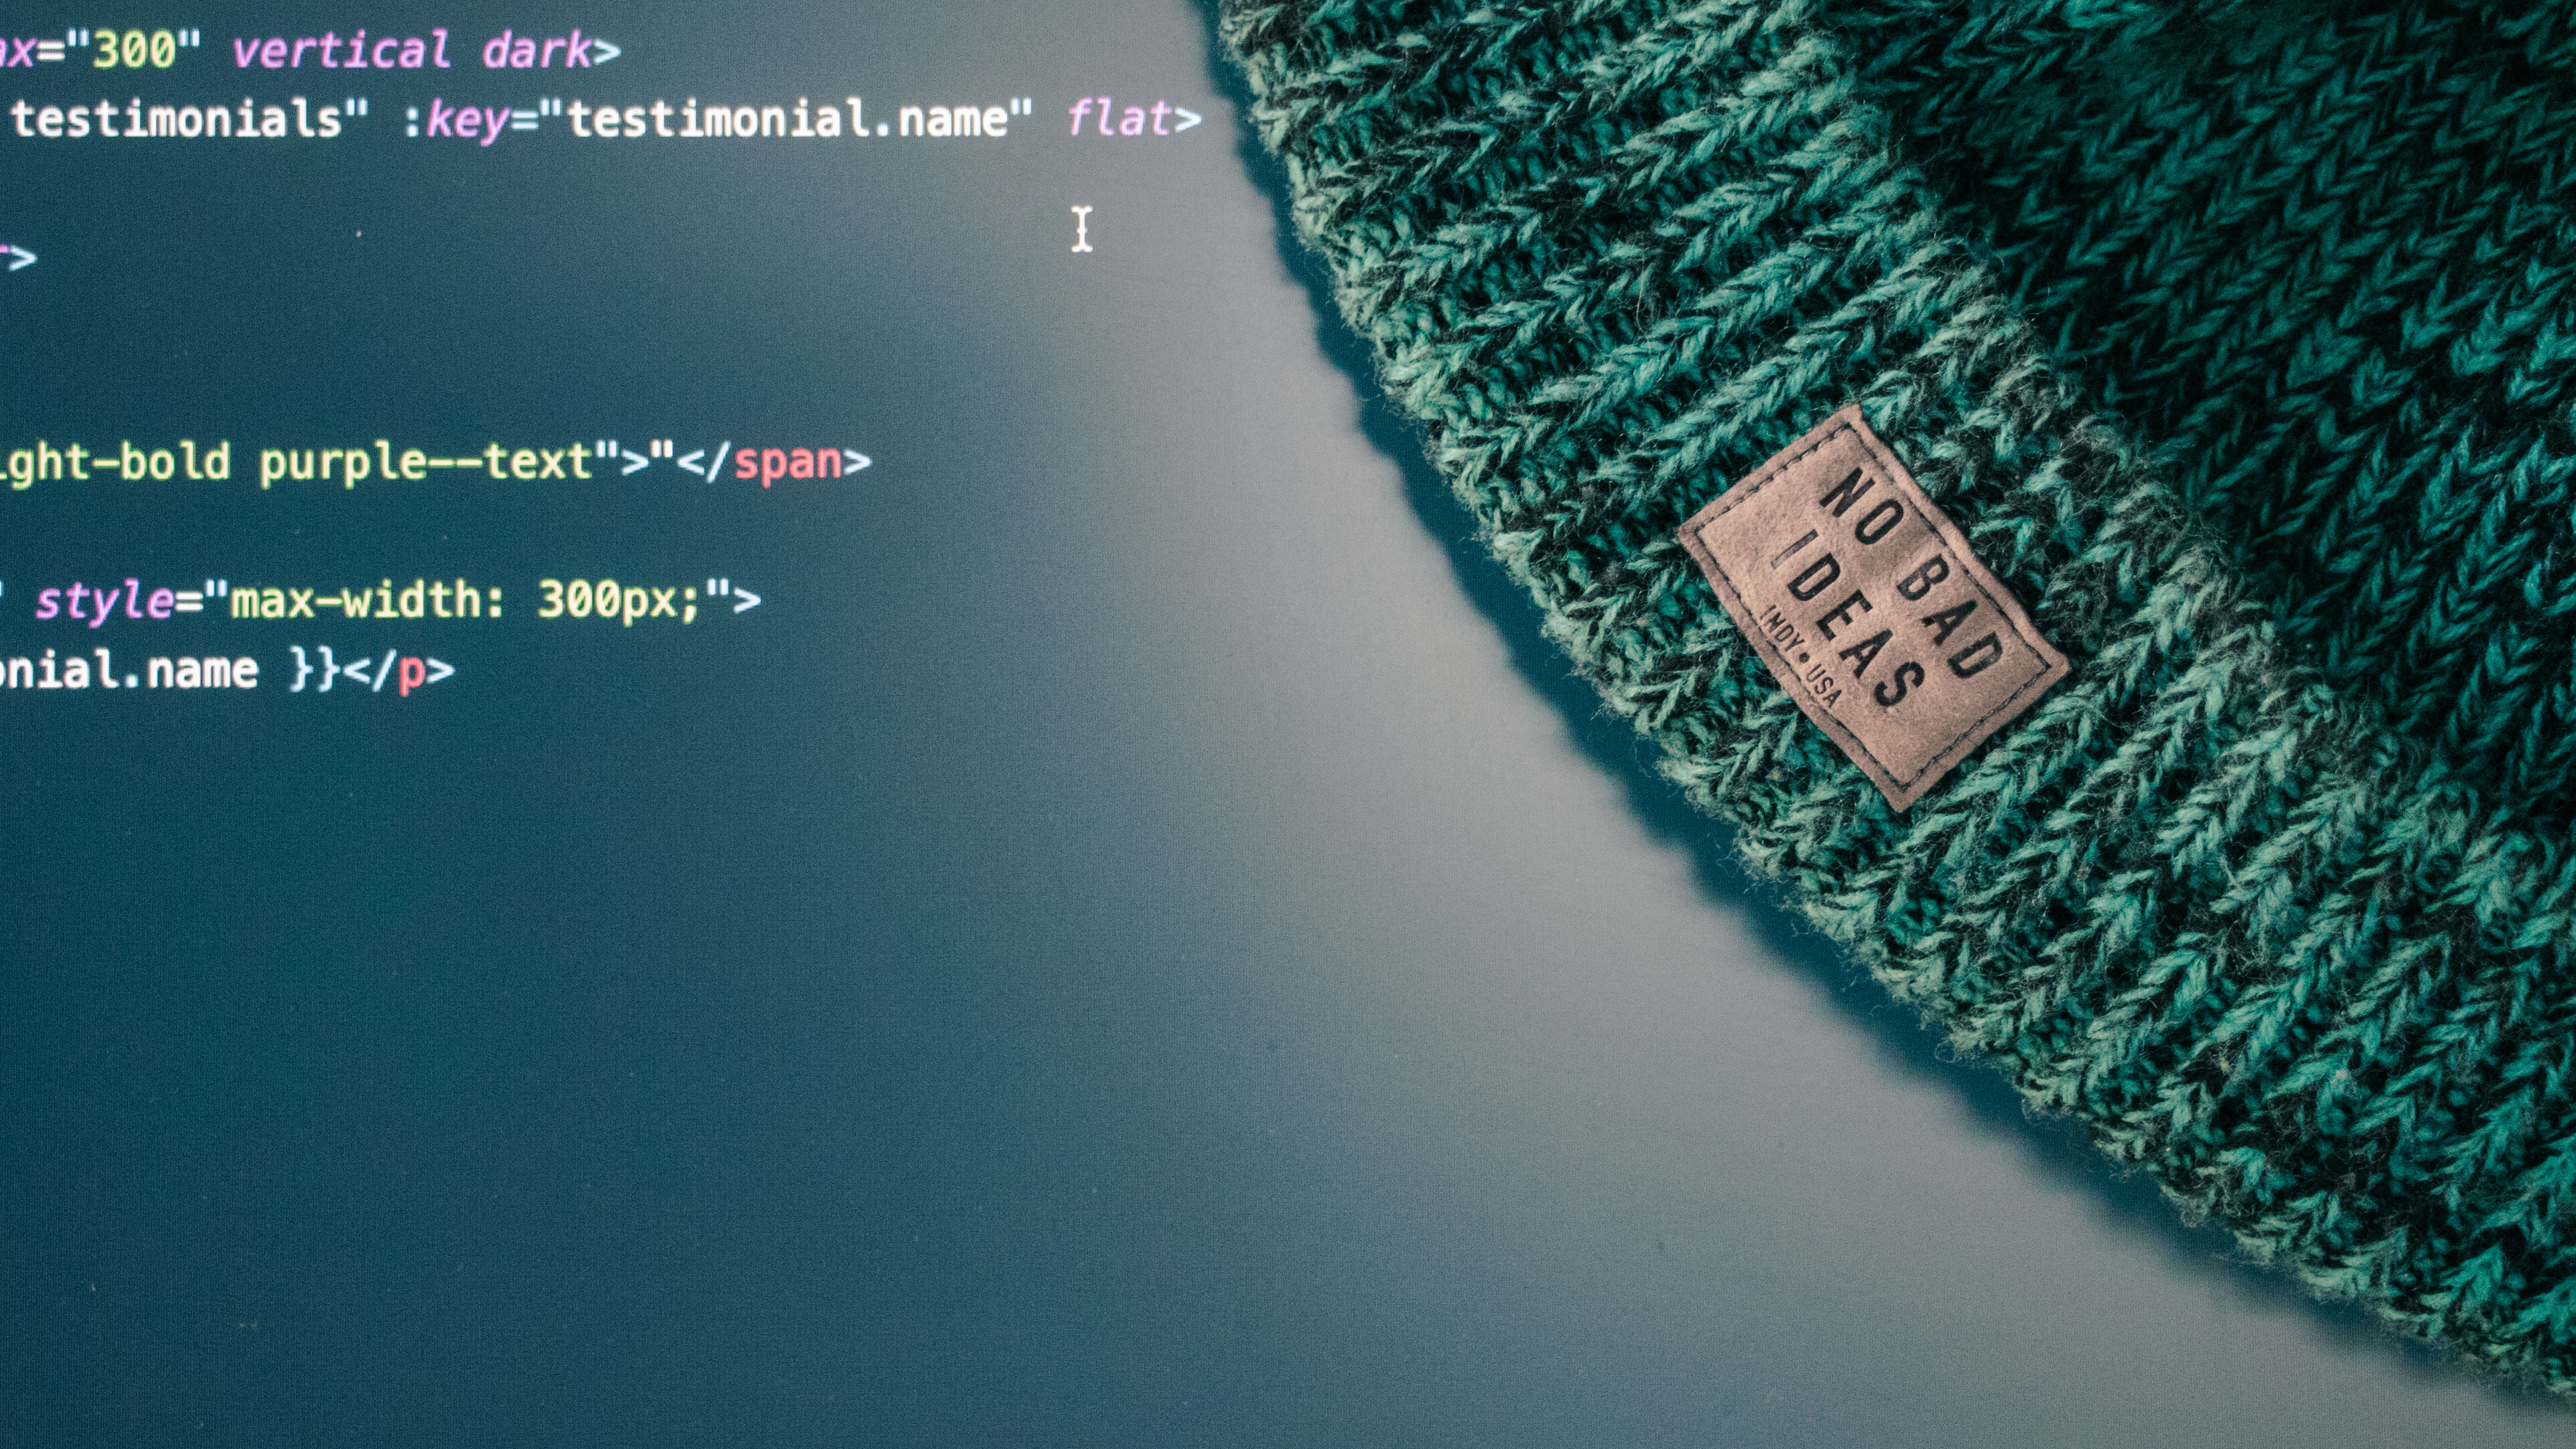 ax="300" vertical dark>
testimonials" :key="testimonial.name" flat>
>
ight-bold purple--text">"</span>
" style="max-width: 300px;">
onial.name }}</p>
NO BAD
IDEAS
INDY•USA